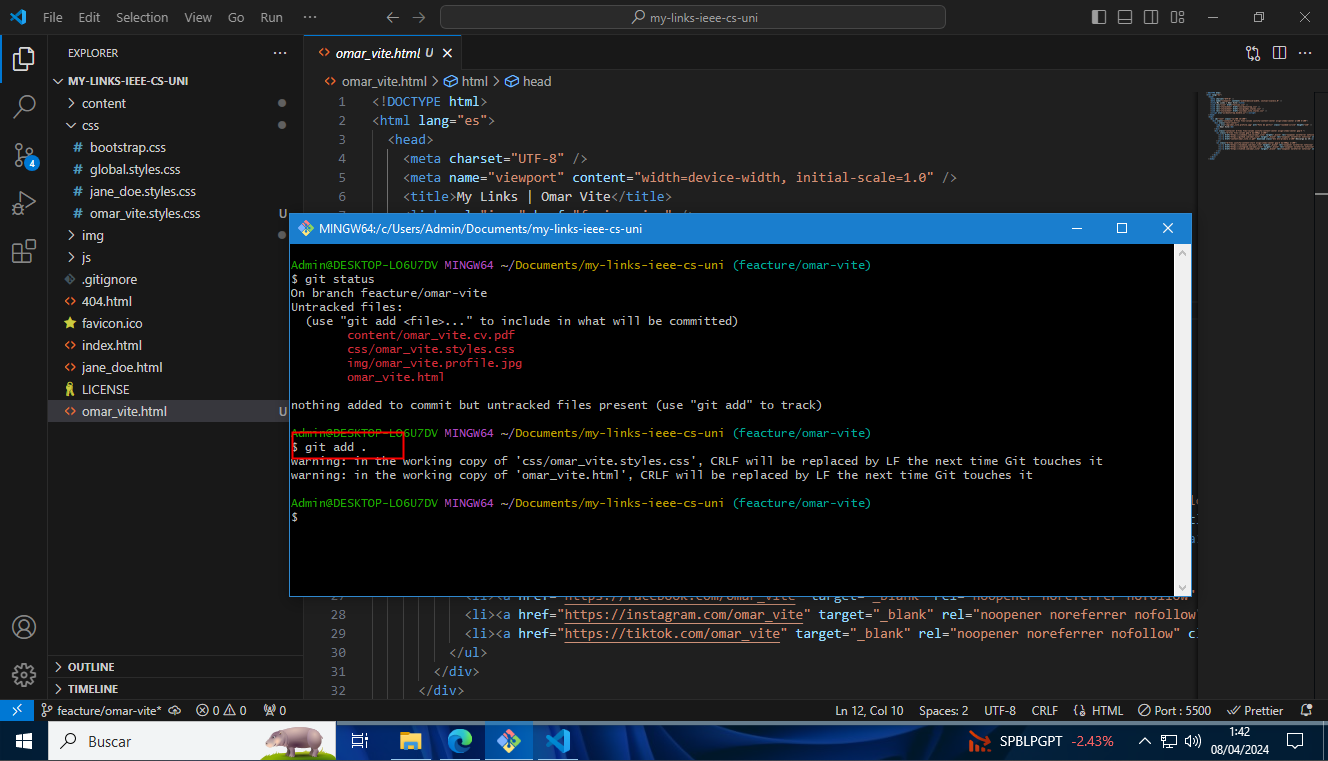 File Edit Selection View Go Run ···
my-links-ieee-cs-uni
EXPLORER
MY-LINKS-IEEE-CS-UNI
content
css
# bootstrap.css
# global.styles.css
# jane_doe.styles.css
# omar_vite.styles.css U
img
js
.gitignore
<> 404.html
favicon.ico
<> index.html
<> jane_doe.html
LICENSE
<> omar_vite.html U
OUTLINE
TIMELINE
4
<> omar_vite.html U
<> omar_vite.html > html > head
1 <!DOCTYPE html>
2 <html lang="es">
3 <head>
4 <meta charset="UTF-8" />
5 <meta name="viewport" content="width=device-width, initial-scale=1.0" />
6 <title>My Links | Omar Vite</title>
MINGW64:/c/Users/Admin/Documents/my-links-ieee-cs-uni
Admin@DESKTOP-LO6U7DV MINGW64 ~/Documents/my-links-ieee-cs-uni (feacture/omar-vite)
$ git status
On branch feacture/omar-vite
Untracked files:
(use "git add <file>..." to include in what will be committed)
content/omar_vite.cv.pdf
css/omar_vite.styles.css
img/omar_vite.profile.jpg
omar_vite.html
nothing added to commit but untracked files present (use "git add" to track)
Admin@DESKTOP-LO6U7DV MINGW64 ~/Documents/my-links-ieee-cs-uni (feacture/omar-vite)
$ git add .
warning: in the working copy of 'css/omar_vite.styles.css', CRLF will be replaced by LF the next time Git touches it
warning: in the working copy of 'omar_vite.html', CRLF will be replaced by LF the next time Git touches it
Admin@DESKTOP-LO6U7DV MINGW64 ~/Documents/my-links-ieee-cs-uni (feacture/omar-vite)
$
27 <li><a href="https://facebook.com/omar_vite" target="_blank" rel="noopener noreferrer nofollow"
28 <li><a href="https://instagram.com/omar_vite" target="_blank" rel="noopener noreferrer nofollow
29 <li><a href="https://tiktok.com/omar_vite" target="_blank" rel="noopener noreferrer nofollow" c
30 </ul>
31 </div>
32 </div>
feacture/omar-vite* 0 0 0 Ln 12, Col 10 Spaces: 2 UTF-8 CRLF {} HTML Port : 5500 Prettier
Buscar SPBLPGPT -2.43% 1:42
08/04/2024